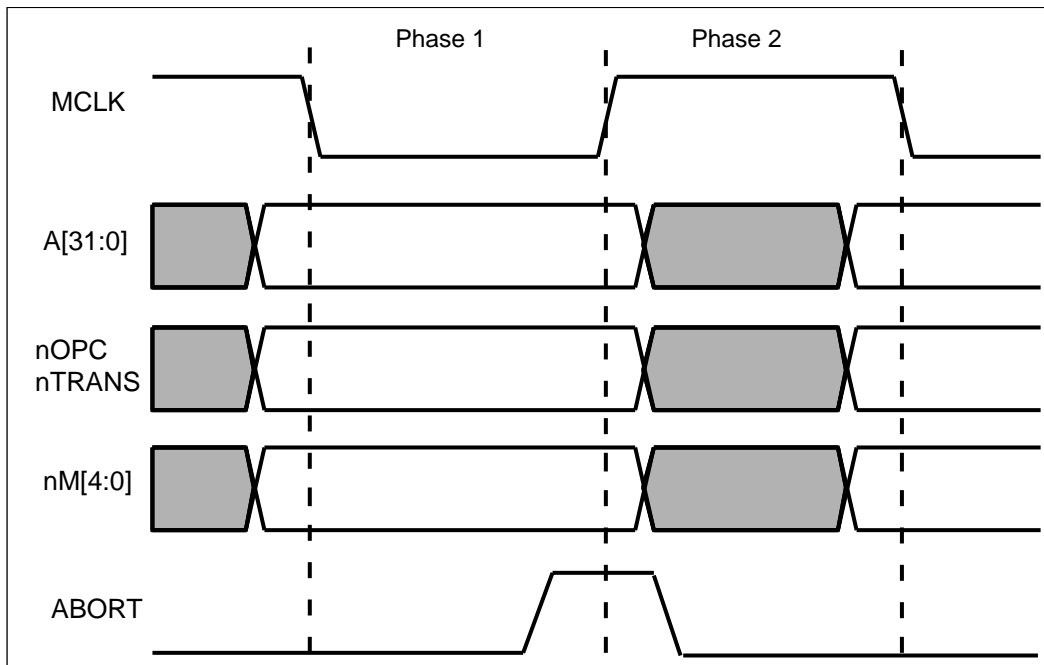 Phase 1
Phase 2
MCLK
A[31:0]
nOPC
nTRANS
nM[4:0]
ABORT